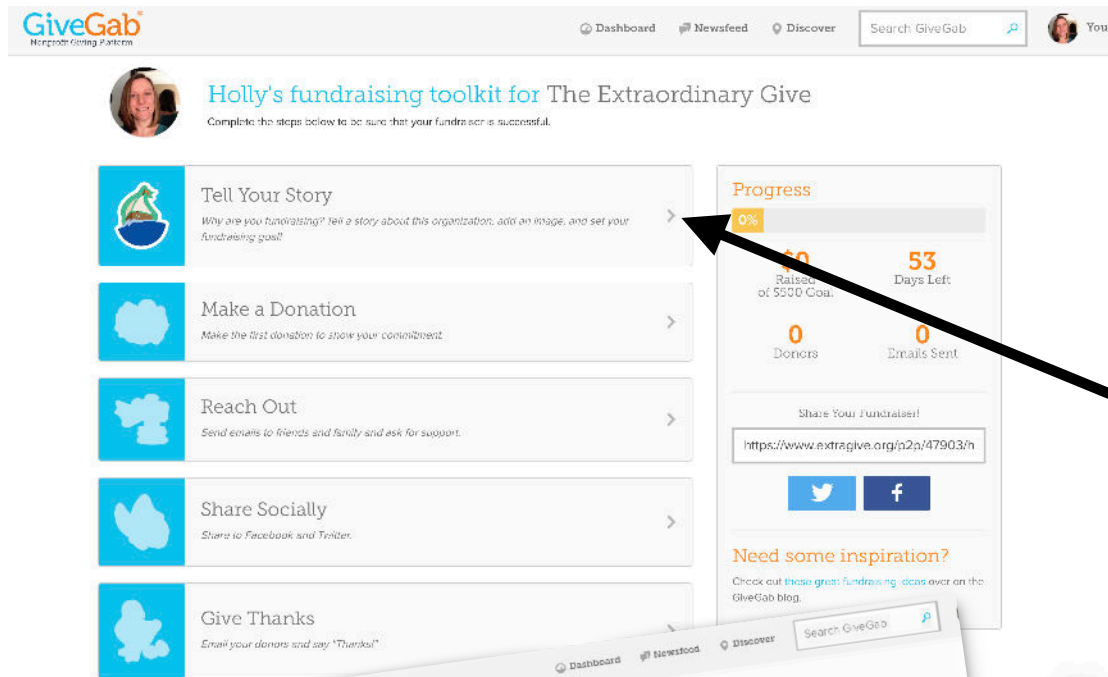 GiveGab
Nonprofit Giving Platform
Dashboard Newsfeed Discover Search GiveGab You
Holly's fundraising toolkit for The Extraordinary Give
Complete the steps below to be sure that your fundraiser is successful.
Tell Your Story
Why are you fundraising? Tell a story about this organization, add an image, and set your
fundraising goal!
Make a Donation
Make the first donation to show your commitment.
Reach Out
Send emails to friends and family and ask for support.
Share Socially
Share to Facebook and Twitter.
Give Thanks
Email your donors and say "Thanks!"
Progress
0%
$0
Raised
of $500 Goal
53
Days Left
0
Donors
0
Emails Sent
Share Your Fundraiser!
https://www.extragive.org/p2p/47903/h
Need some inspiration?
Check out these great fundraising ideas over on the
GiveGab blog.
Dashboard Newsfeed Discover Search GiveGab